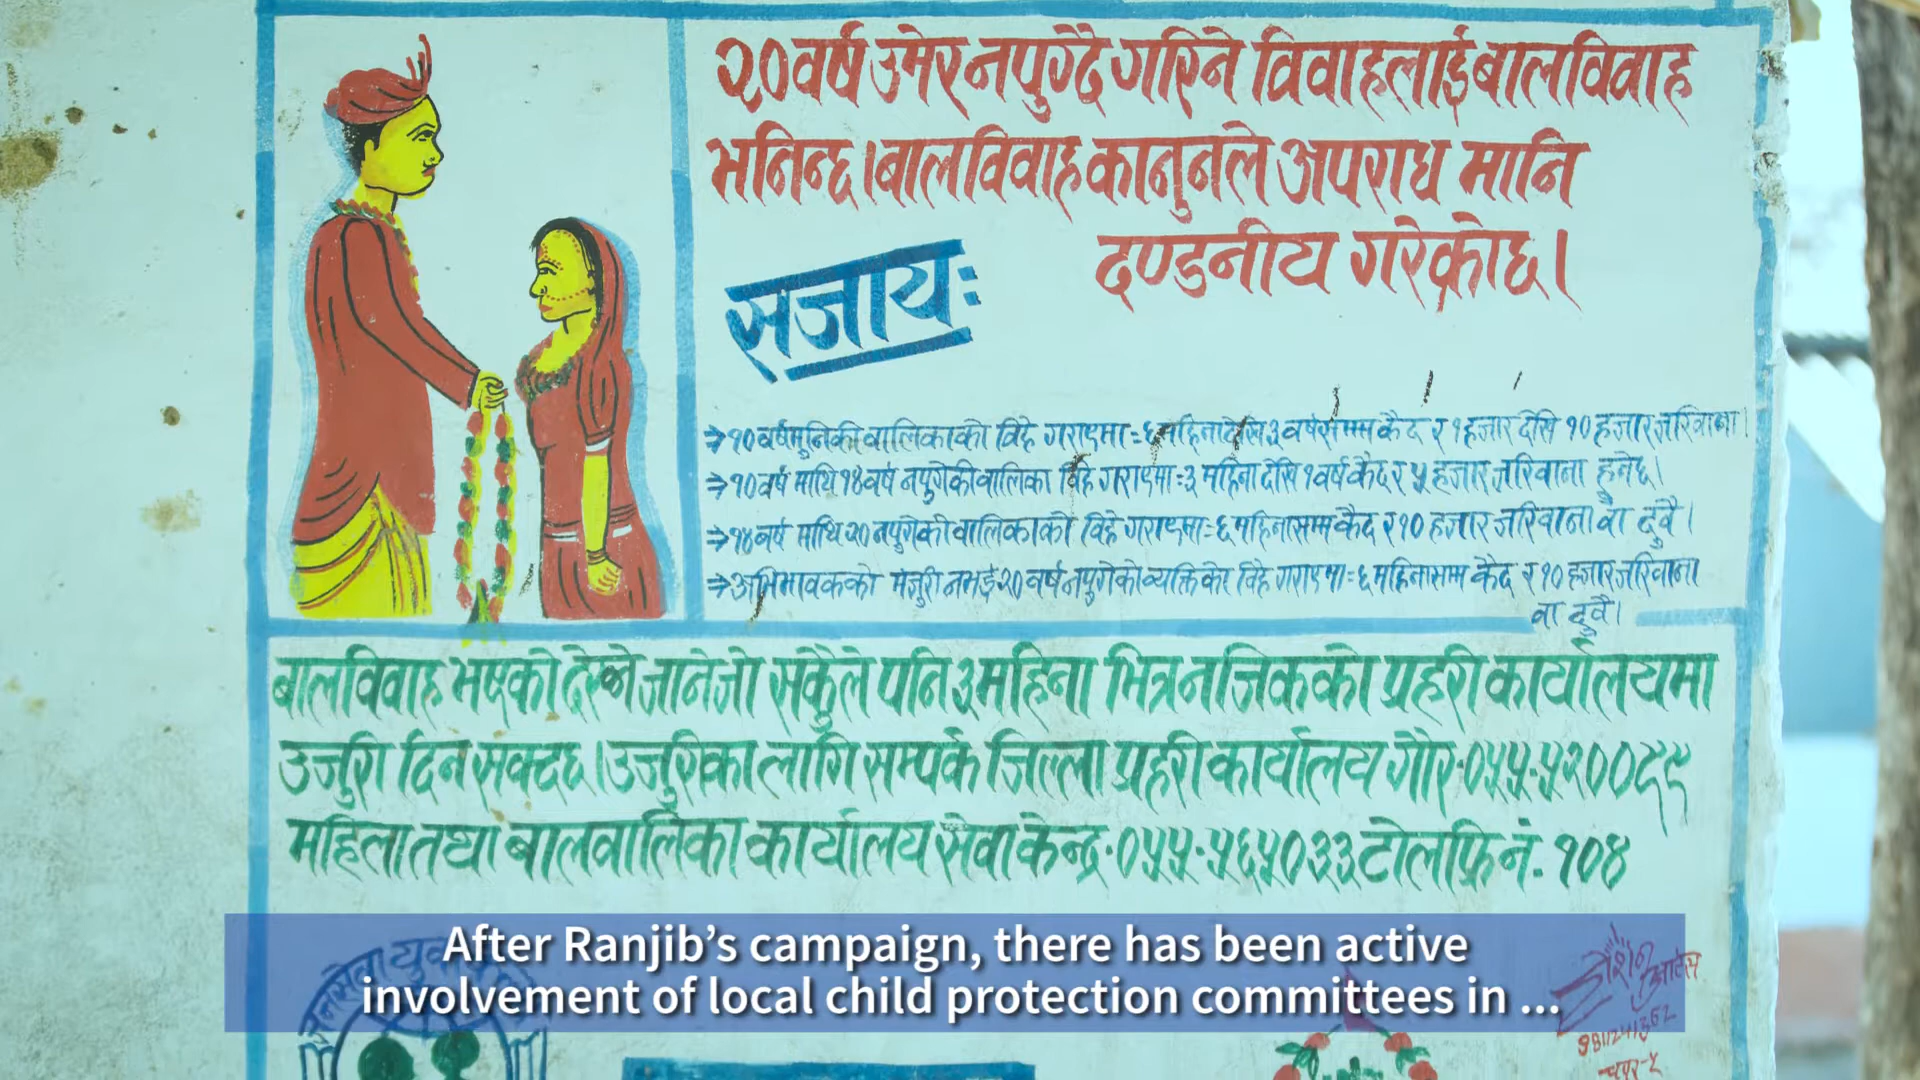 २० वर्ष उमेर नपुग्दै गरिने विवाहलाई बालविवाह
भनिन्छ । बालविवाह कानुनले अपराध मानि
दण्डनीय गरेकोछ ।
सजायः
→ १० वर्षमुनिकी बालिकाको विहे गराएमा = ६ महिना देखि ३ वर्ष सम्म कैद र १ हजार देखि १० हजार जरिवाना ।
→ १० वर्ष माथि १४ वर्ष नपुगेकी बालिका विहे गराएमा = ३ महिना देखि १ वर्ष कैद र ५ हजार जरिवाना हुनेछ ।
→ १४ वर्ष माथि २० नपुगेकी बालिकाको विहे गराएमा = ६ महिना सम्म कैद र १० हजार जरिवाना वा दुवै ।
→ अभिभावकको मंजुरी नभई २० वर्ष नपुगेको व्यक्तिको विहे गराएमा = ६ महिना सम्म कैद र १० हजार जरिवाना
वा दुवै ।
बालविवाह भएको देख्ने जानेजो सकैले पनि ३ महिना भित्र नजिकको प्रहरी कार्यालयमा
उजुरी दिन सक्दछ । उजुरीका लागि सम्पर्क जिल्ला प्रहरी कार्यालय गौर-०५५-५२००९९
महिला तथा बालबालिका कार्यालय सेवा केन्द्र-०५५-५६५०३३ टोल फ्रि नं. १०४
After Ranjib's campaign, there has been active
involvement of local child protection committees in ...